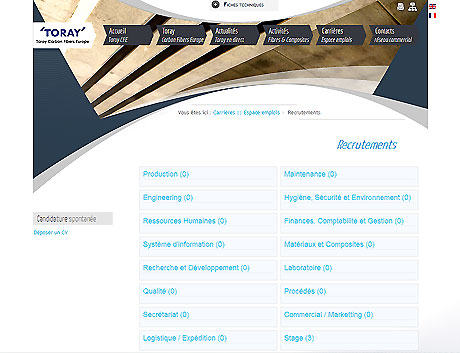 FICHES TECHNIQUES
'TORAY'
Toray Carbon Fibers Europe
Accueil
Toray CFE
Toray
Carbon Fibers Europe
Actualités
Toray en direct
Activités
Fibers & Composites
Carrières
Espace emplois
Contacts
réseau commercial
Vous êtes ici : Carrières :: Espace emplois - Recrutements
Recrutements
Production (0) Maintenance (0)
Engineering (0) Hygiène, Sécurité et Environnement (0)
Ressources Humaines (0) Finances, Comptabilité et Gestion (0)
Système d'information (0) Matériaux et Composites (0)
Recherche et Développement (0) Laboratoire (0)
Qualité (0) Procédés (0)
Secrétariat (0) Commercial / Marketting (0)
Logistique / Expédition (0) Stage (3)
Candidature spontanée
Déposer un CV